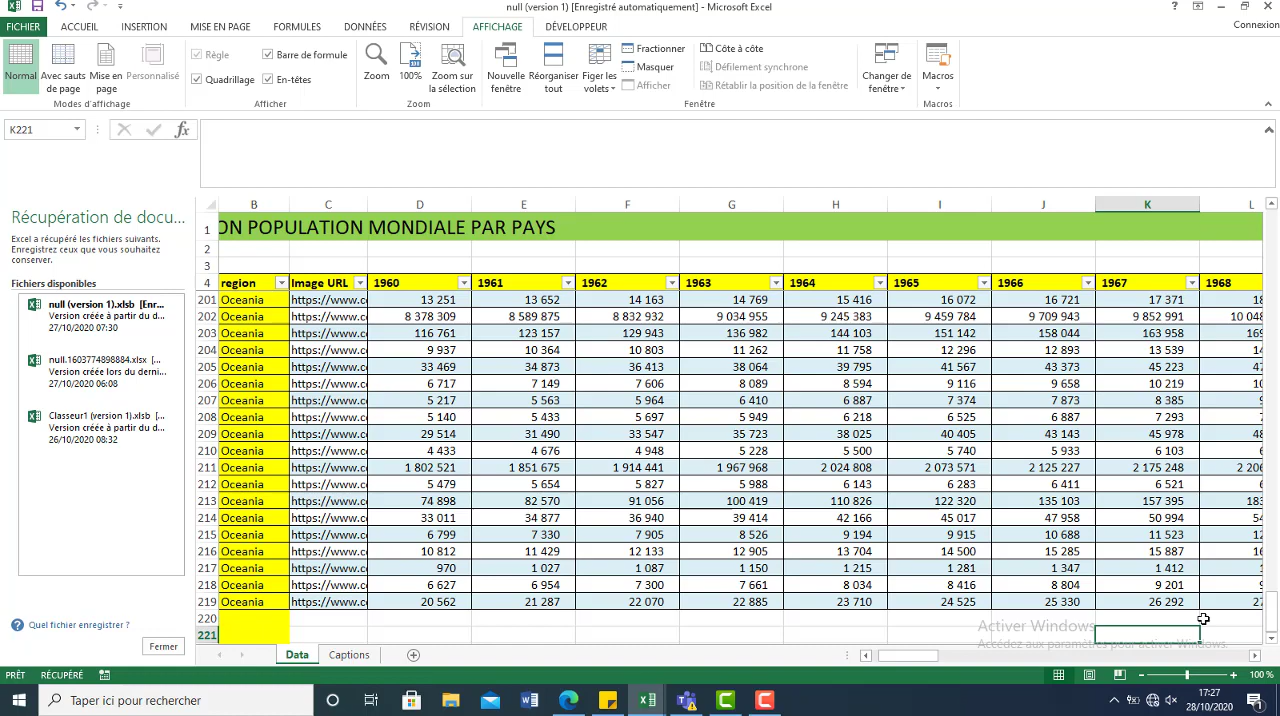 null (version 1) [Enregistré automatiquement] - Microsoft Excel
FICHIER ACCUEIL INSERTION MISE EN PAGE FORMULES DONNÉES RÉVISION AFFICHAGE DÉVELOPPEUR Connexion
Normal Avec sauts de page Mise en page Personnalisé
Modes d'affichage
Règle Barre de formule
Quadrillage En-têtes
Afficher
Zoom 100% Zoom sur la sélection
Zoom
Nouvelle fenêtre Réorganiser tout Figer les volets
Fractionner
Masquer
Afficher
Côte à côte
Défilement synchrone
Rétablir la position de la fenêtre
Changer de fenêtre
Fenêtre
Macros
Macros
K221 fx
Récupération de docu...
Excel a récupéré les fichiers suivants.
Enregistrez ceux que vous souhaitez
conserver.
Fichiers disponibles
null (version 1).xlsb [Enr...
Version créée à partir du d...
27/10/2020 07:30
null.1603774898884.xlsx [...
Version créée lors du derni...
27/10/2020 06:08
Classeur1 (version 1).xlsb [...
Version créée à partir du d...
26/10/2020 08:32
Quel fichier enregistrer ?
Fermer
B C D E F G H I J K L
1 ON POPULATION MONDIALE PAR PAYS
2
3
4 region Image URL 1960 1961 1962 1963 1964 1965 1966 1967 1968
201 Oceania https://www.c 13 251 13 652 14 163 14 769 15 416 16 072 16 721 17 371 18
202 Oceania https://www.c 8 378 309 8 589 875 8 832 932 9 034 955 9 245 383 9 459 784 9 709 943 9 852 991 10 048
203 Oceania https://www.c 116 761 123 157 129 943 136 982 144 103 151 142 158 044 163 958 169
204 Oceania https://www.c 9 937 10 364 10 803 11 262 11 758 12 296 12 893 13 539
205 Oceania https://www.c 33 469 34 873 36 413 38 064 39 795 41 567 43 373 45 223
206 Oceania https://www.c 6 717 7 149 7 606 8 089 8 594 9 116 9 658 10 219
207 Oceania https://www.c 5 217 5 563 5 964 6 410 6 887 7 374 7 873 8 385
208 Oceania https://www.c 5 140 5 433 5 697 5 949 6 218 6 525 6 887 7 293
209 Oceania https://www.c 29 514 31 490 33 547 35 723 38 025 40 405 43 143 45 978 48
210 Oceania https://www.c 4 433 4 676 4 948 5 228 5 500 5 740 5 933 6 103
211 Oceania https://www.c 1 802 521 1 851 675 1 914 441 1 967 968 2 024 808 2 073 571 2 125 227 2 175 248 2 206
212 Oceania https://www.c 5 479 5 654 5 827 5 988 6 143 6 283 6 411 6 521
213 Oceania https://www.c 74 898 82 570 91 056 100 419 110 826 122 320 135 103 157 395 183
214 Oceania https://www.c 33 011 34 877 36 940 39 414 42 166 45 017 47 958 50 994 54
215 Oceania https://www.c 6 799 7 330 7 905 8 526 9 194 9 915 10 688 11 523 12
216 Oceania https://www.c 10 812 11 429 12 133 12 905 13 704 14 500 15 285 15 887 16
217 Oceania https://www.c 970 1 027 1 087 1 150 1 215 1 281 1 347 1 412
218 Oceania https://www.c 6 627 6 954 7 300 7 661 8 034 8 416 8 804 9 201
219 Oceania https://www.c 20 562 21 287 22 070 22 885 23 710 24 525 25 330 26 292 27
220
221
Activer Windows
Accédez aux paramètres pour activer Windows.
Data Captions
PRÊT RÉCUPÉRÉ 100 %
Taper ici pour rechercher
17:27
28/10/2020
1